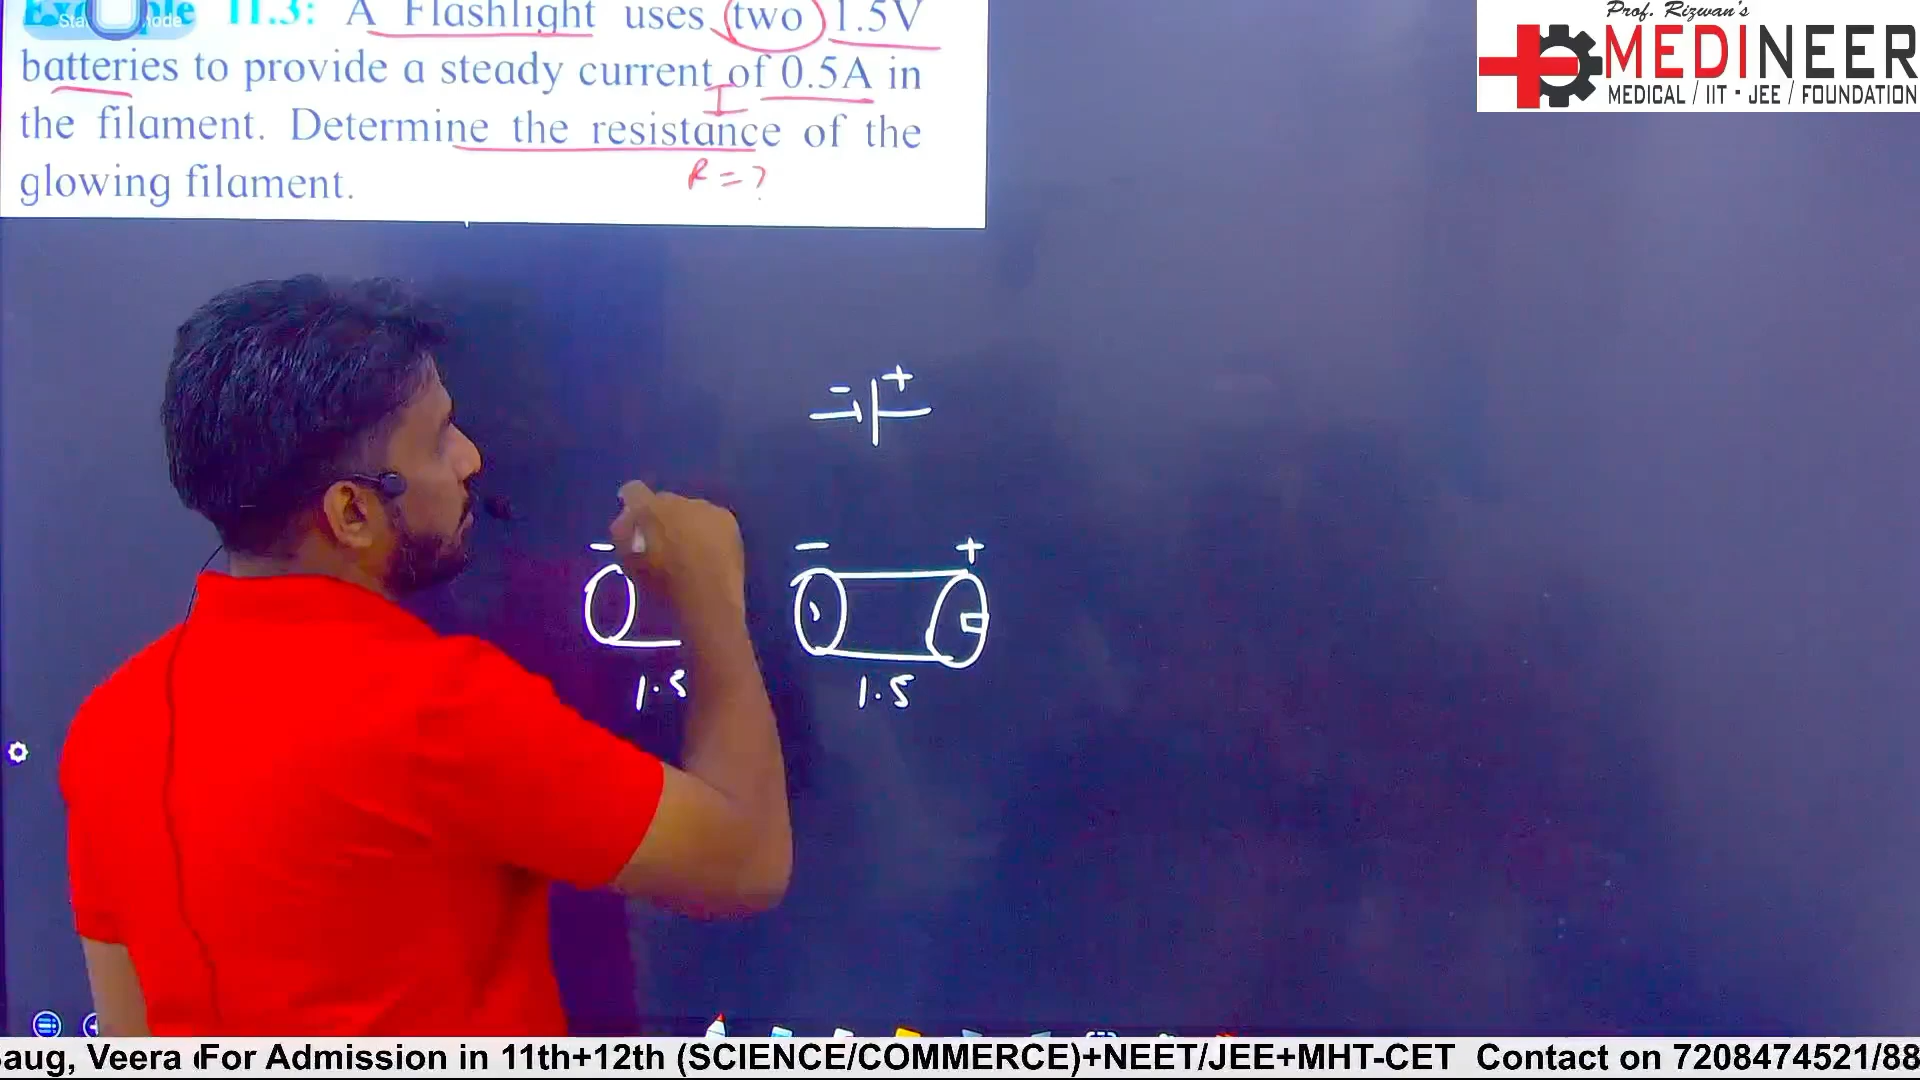 11.3: A Flashlight uses two 1.5V
batteries to provide a steady current of 0.5A in
I
the filament. Determine the resistance of the
glowing filament.
R = ?
Prof. Rizwan's
MEDINEER
MEDICAL / IIT - JEE / FOUNDATION
- +
- - +
1.5 1.5
aug, Veera For Admission in 11th+12th (SCIENCE/COMMERCE)+NEET/JEE+MHT-CET Contact on 7208474521/88